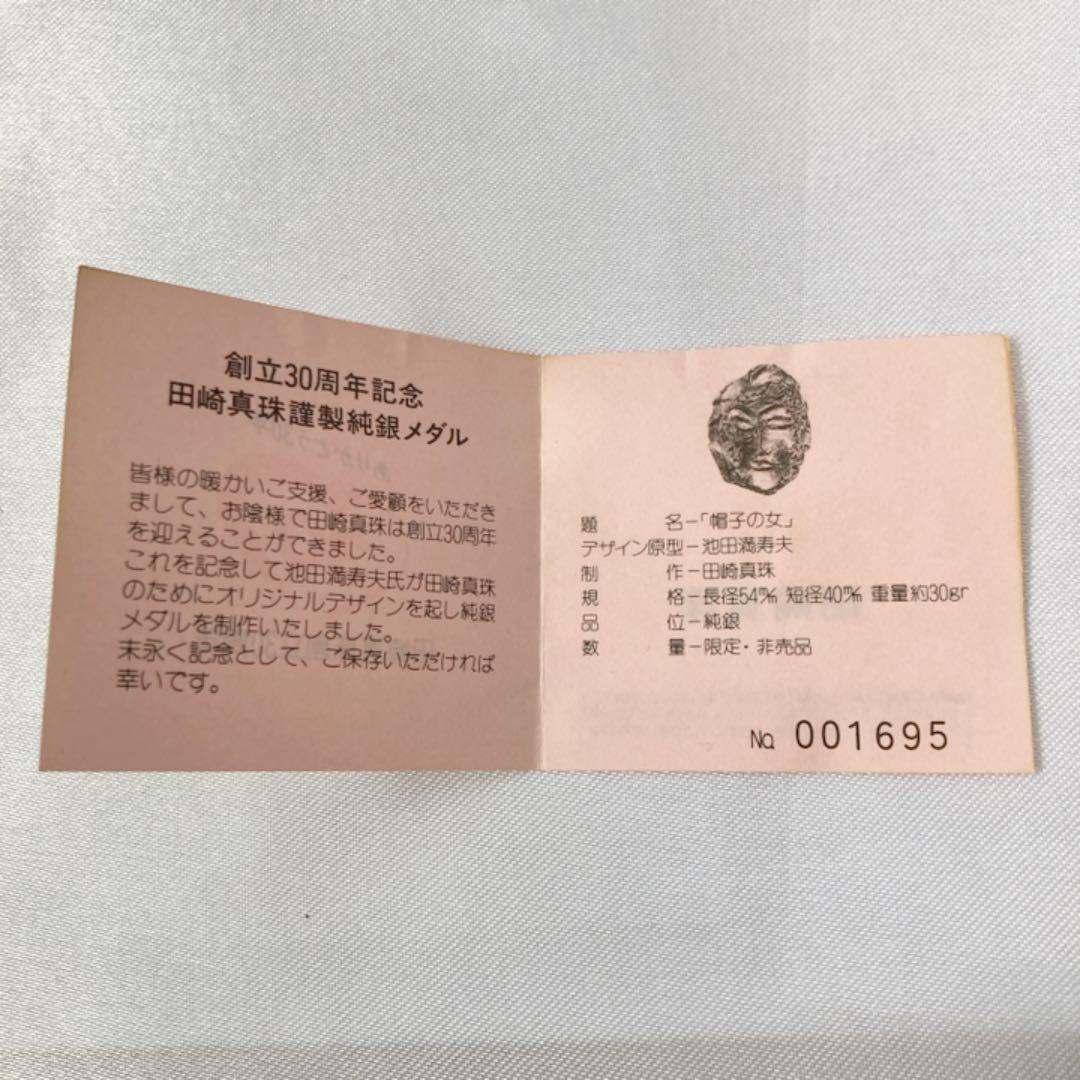 創立30周年記念
田崎真珠謹製純銀メダル
皆様の暖かいご支援、ご愛顧をいただき
まして、お陰様で田崎真珠は創立30周年
を迎えることができました。
これを記念して池田満寿夫氏が田崎真珠
のためにオリジナルデザインを起し純銀
メダルを制作いたしました。
末永く記念として、ご保存いただければ
幸いです。
題名－「帽子の女」
デザイン原型－池田満寿夫
制作－田崎真珠
規格－長径54㎜ 短径40㎜ 重量約30gr
品位－純銀
数量－限定・非売品
No. 001695